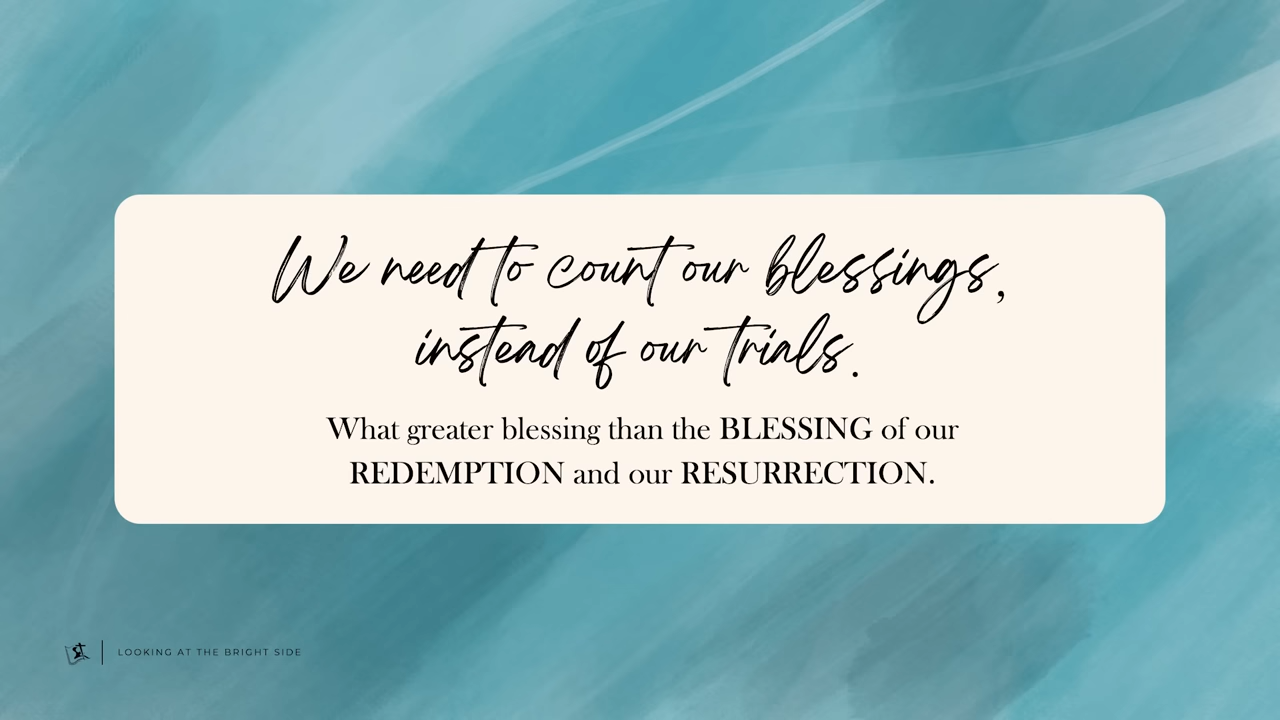 We need to count our blessings,
instead of our trials.
What greater blessing than the BLESSING of our
REDEMPTION and our RESURRECTION.
LOOKING AT THE BRIGHT SIDE